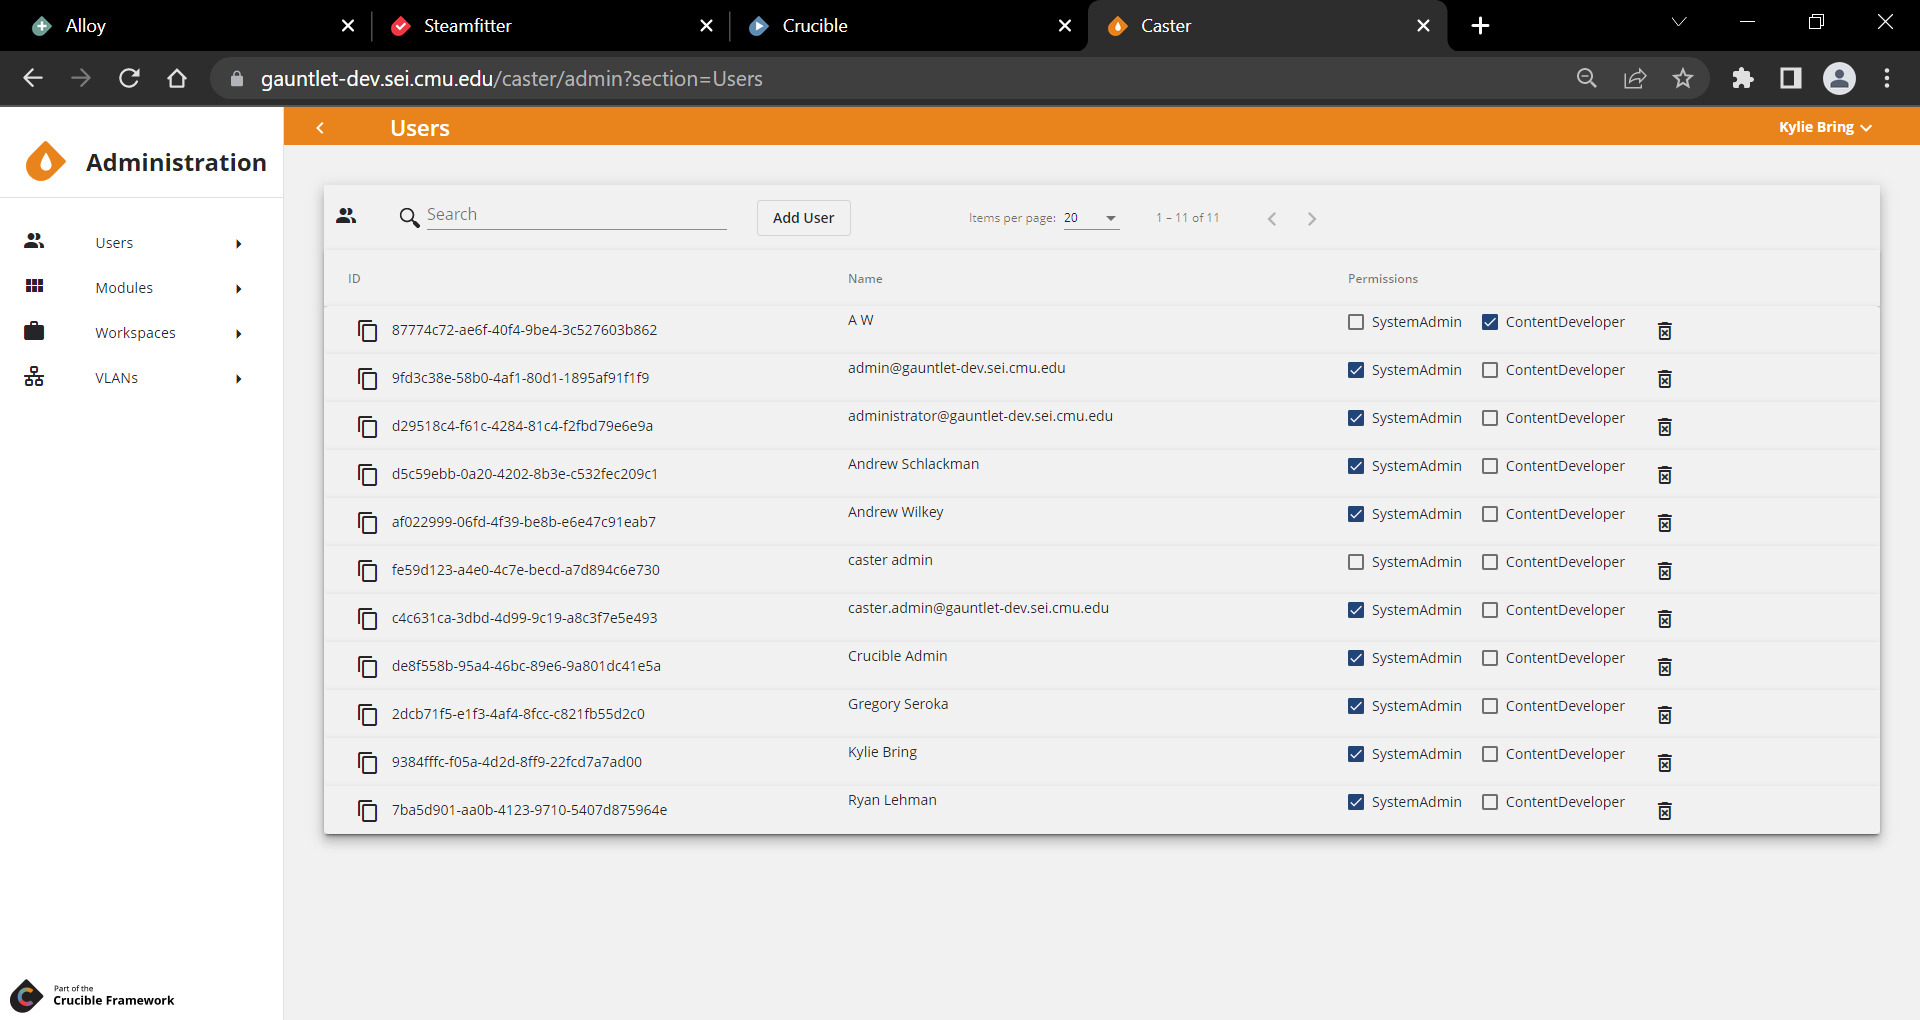 Alloy
Steamfitter
Crucible
Caster
gauntlet-dev.sei.cmu.edu/caster/admin?section=Users
Administration
Users
Kylie Bring
Users
Modules
Workspaces
VLANs
Search
Add User
Items per page: 20
1 – 11 of 11
ID Name Permissions
87774c72-ae6f-40f4-9be4-3c527603b862 A W SystemAdmin ContentDeveloper
9fd3c38e-58b0-4af1-80d1-1895af91f1f9 admin@gauntlet-dev.sei.cmu.edu SystemAdmin ContentDeveloper
d29518c4-f61c-4284-81c4-f2fbd79e6e9a administrator@gauntlet-dev.sei.cmu.edu SystemAdmin ContentDeveloper
d5c59ebb-0a20-4202-8b3e-c532fec209c1 Andrew Schlackman SystemAdmin ContentDeveloper
af022999-06fd-4f39-be8b-e6e47c91eab7 Andrew Wilkey SystemAdmin ContentDeveloper
fe59d123-a4e0-4c7e-becd-a7d894c6e730 caster admin SystemAdmin ContentDeveloper
c4c631ca-3dbd-4d99-9c19-a8c3f7e5e493 caster.admin@gauntlet-dev.sei.cmu.edu SystemAdmin ContentDeveloper
de8f558b-95a4-46bc-89e6-9a801dc41e5a Crucible Admin SystemAdmin ContentDeveloper
2dcb71f5-e1f3-4af4-8fcc-c821fb55d2c0 Gregory Seroka SystemAdmin ContentDeveloper
9384fffc-f05a-4d2d-8ff9-22fcd7a7ad00 Kylie Bring SystemAdmin ContentDeveloper
7ba5d901-aa0b-4123-9710-5407d875964e Ryan Lehman SystemAdmin ContentDeveloper
Part of the
Crucible Framework